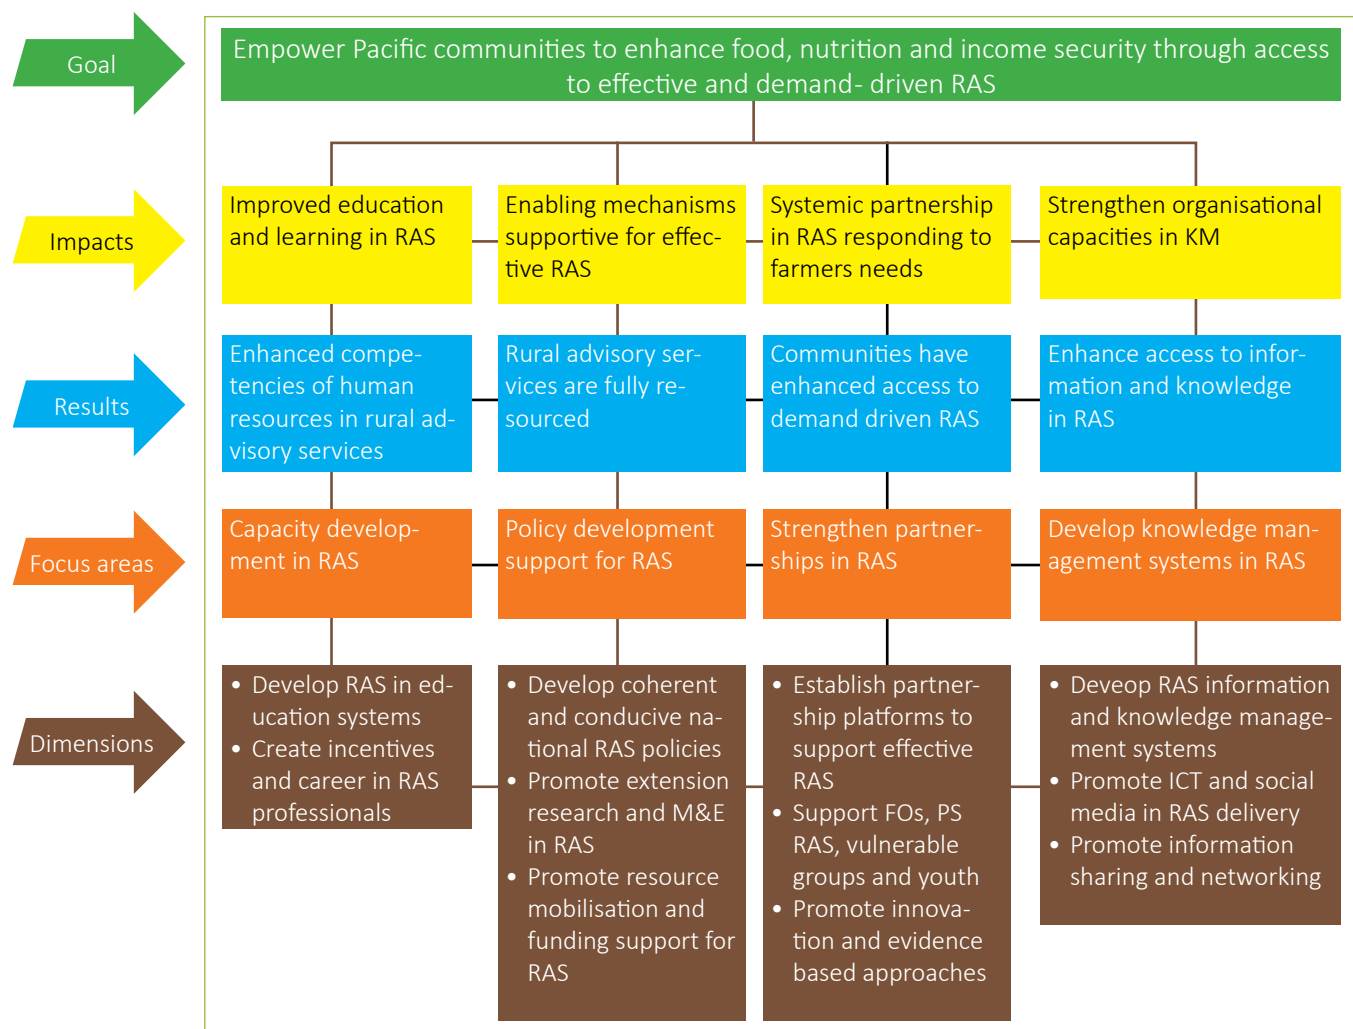 Goal
Empower Pacific communities to enhance food, nutrition and income security through access
to effective and demand- driven RAS
Impacts
Improved education
and learning in RAS
Enabling mechanisms
supportive for effec-
tive RAS
Systemic partnership
in RAS responding to
farmers needs
Strengthen organisational
capacities in KM
Results
Enhanced compe-
tencies of human
resources in rural ad-
visory services
Rural advisory ser-
vices are fully re-
sourced
Communities have
enhanced access to
demand driven RAS
Enhance access to infor-
mation and knowledge
in RAS
Focus areas
Capacity develop-
ment in RAS
Policy development
support for RAS
Strengthen partner-
ships in RAS
Develop knowledge man-
agement systems in RAS
Dimensions
• Develop RAS in ed-
ucation systems
• Create incentives
and career in RAS
professionals
• Develop coherent
and conducive na-
tional RAS policies
• Promote extension
research and M&E
in RAS
• Promote resource
mobilisation and
funding support for
RAS
• Establish partner-
ship platforms to
support effective
RAS
• Support FOs, PS
RAS, vulnerable
groups and youth
• Promote innova-
tion and evidence
based approaches
• Deveop RAS information
and knowledge manage-
ment systems
• Promote ICT and social
media in RAS delivery
• Promote information
sharing and networking